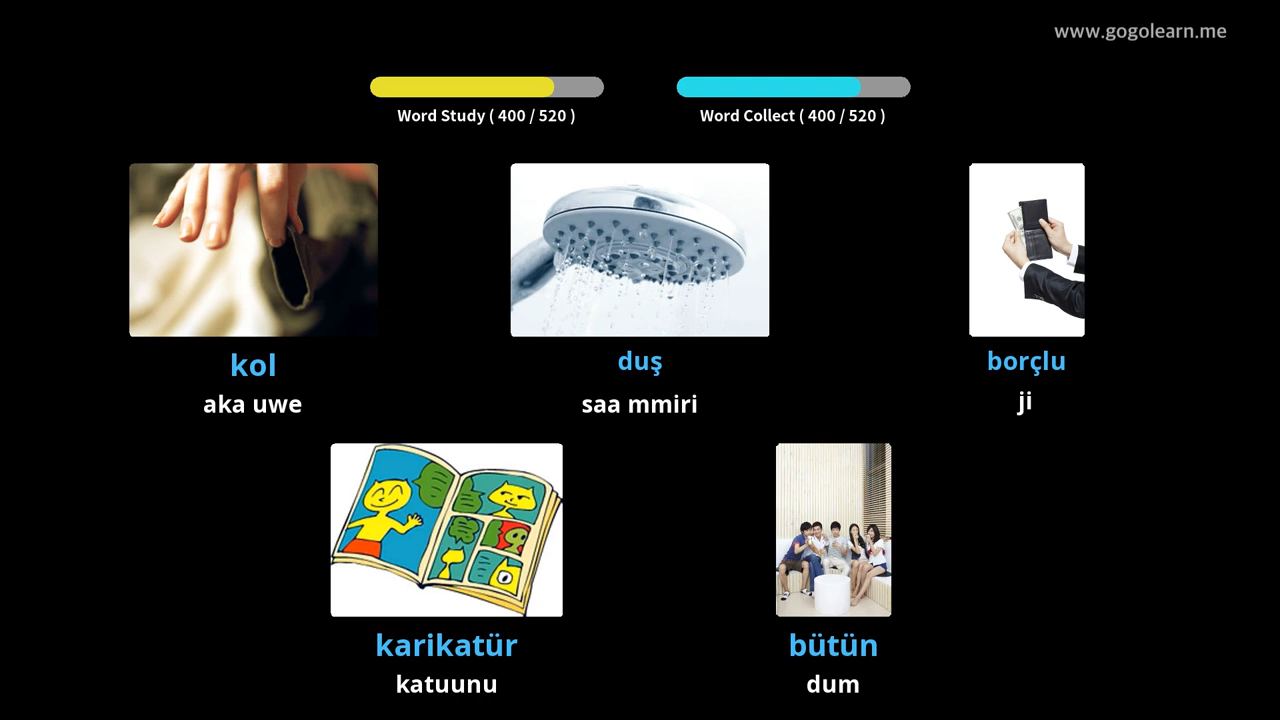 www.gogolearn.me
Word Study ( 400 / 520 )
Word Collect ( 400 / 520 )
kol
aka uwe
duş
saa mmiri
borçlu
ji
karikatür
katuunu
bütün
dum